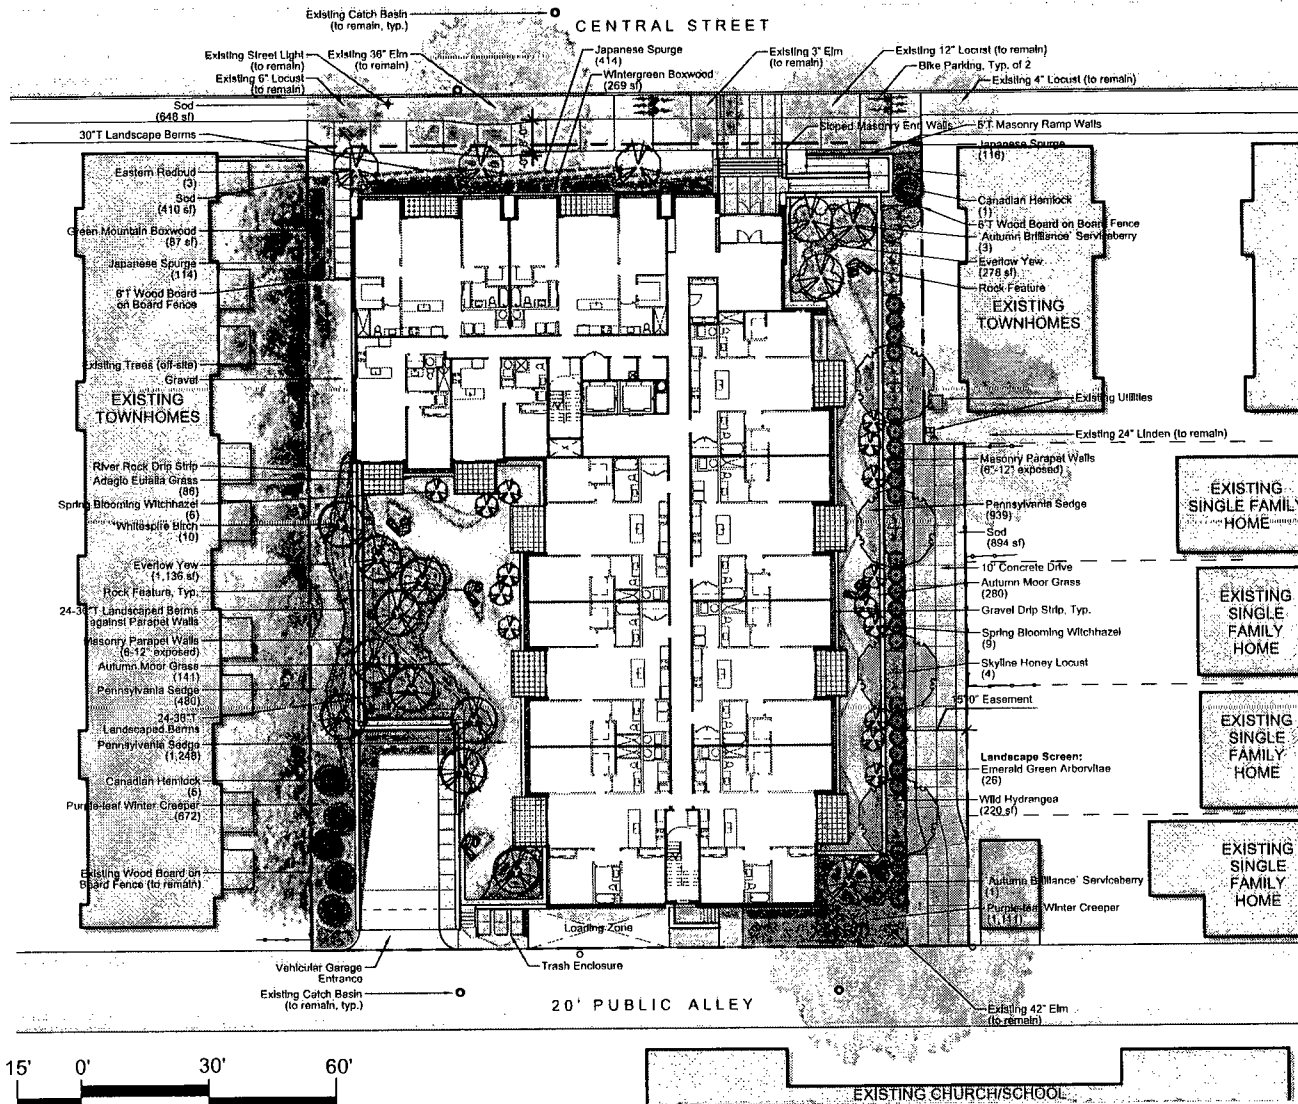 Existing Catch Basin
(to remain, typ.)
CENTRAL STREET
Existing Street Light
(to remain)
Existing 36" Elm
(to remain)
Japanese Spurge
(414)
Existing 3" Elm
(to remain)
Existing 12" Locust (to remain)
Bike Parking, Typ. of 2
Existing 6" Locust
(to remain)
Wintergreen Boxwood
(269 sf)
Existing 4" Locust (to remain)
Sod
(648 sf)
30"T Landscape Berms
Sloped Masonry End Walls
5'T Masonry Ramp Walls
Japanese Spurge
(116)
Eastern Redbud
(3)
Sod
(410 sf)
Green Mountain Boxwood
(87 sf)
Japanese Spurge
(114)
6'T Wood Board
on Board Fence
Existing Trees (off-site)
Gravel
EXISTING
TOWNHOMES
River Rock Drip Strip
Adagio Eulalia Grass
(86)
Spring Blooming Witchhazel
(6)
Whitespire Birch
(10)
Everlow Yew
(1,136 sf)
Rock Feature, Typ.
24-36"T Landscaped Berms
against Parapet Walls
Masonry Parapet Walls
(6-12" exposed)
Autumn Moor Grass
(141)
Pennsylvania Sedge
(480)
24-36"T
Landscaped Berms
Pennsylvania Sedge
(1,248)
Canadian Hemlock
(6)
Purple-leaf Winter Creeper
(672)
Existing Wood Board on
Board Fence (to remain)
Canadian Hemlock
(1)
6'T Wood Board on Board Fence
'Autumn Brilliance' Serviceberry
(3)
Everlow Yew
(278 sf)
Rock Feature
EXISTING
TOWNHOMES
Existing Utilities
Existing 24" Linden (to remain)
Masonry Parapet Walls
(6"-12" exposed)
Pennsylvania Sedge
(939)
Sod
(894 sf)
10' Concrete Drive
Autumn Moor Grass
(280)
Gravel Drip Strip, Typ.
Spring Blooming Witchhazel
(9)
Skyline Honey Locust
(4)
15'0" Easement
Landscape Screen:
Emerald Green Arborvitae
(26)
Wild Hydrangea
(220 sf)
'Autumn Brilliance' Serviceberry
(1)
Purple-leaf Winter Creeper
(1,111)
EXISTING
SINGLE FAMILY
HOME
EXISTING
SINGLE
FAMILY
HOME
EXISTING
SINGLE
FAMILY
HOME
EXISTING
SINGLE
FAMILY
HOME
Loading Zone
Vehicular Garage
Entrance
Trash Enclosure
Existing Catch Basin
(to remain, typ.)
20' PUBLIC ALLEY
Existing 42" Elm
(to remain)
15' 0' 30' 60'
EXISTING CHURCH/SCHOOL